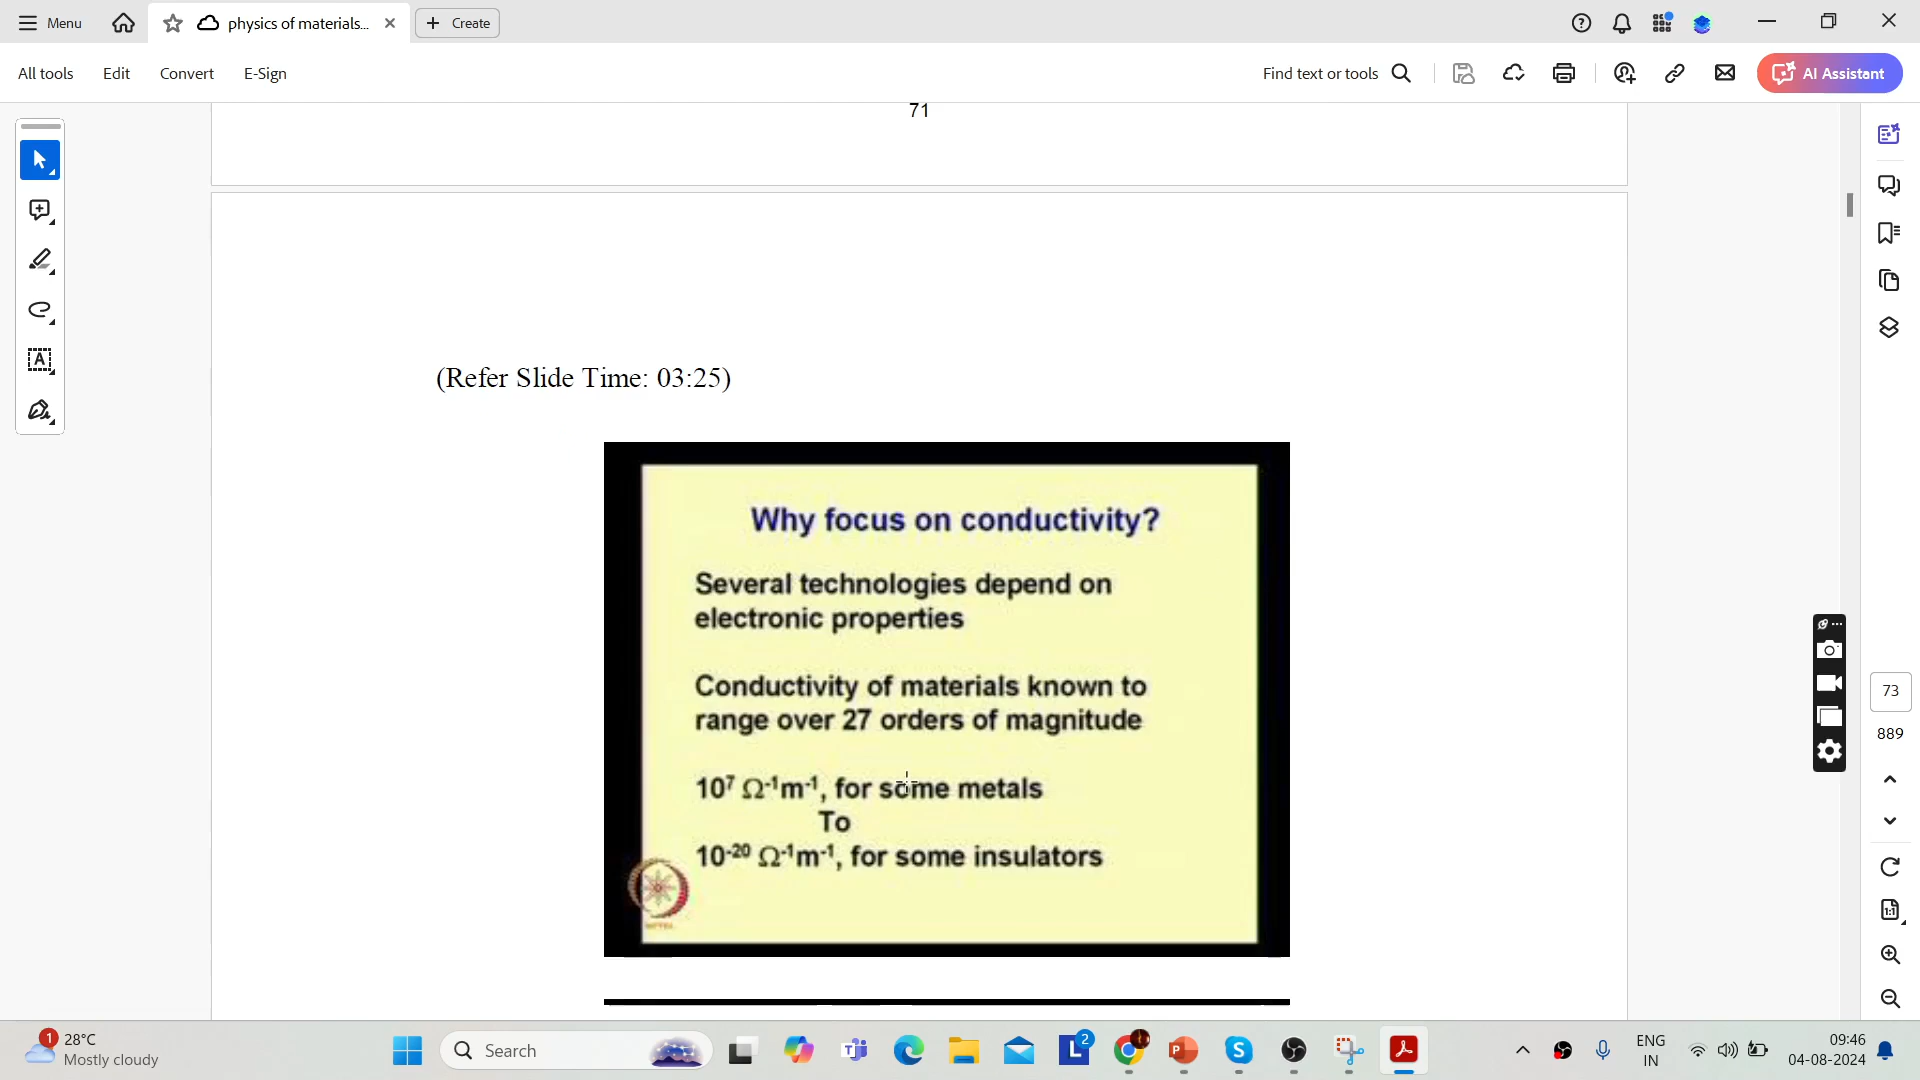 Menu
physics of materials...
Create
All tools
Edit
Convert
E-Sign
Find text or tools
AI Assistant
71
(Refer Slide Time: 03:25)
Why focus on conductivity?
Several technologies depend on
electronic properties
Conductivity of materials known to
range over 27 orders of magnitude
10⁷ Ω⁻¹m⁻¹, for some metals
To
10⁻²⁰ Ω⁻¹m⁻¹, for some insulators
73
889
1
28°C
Mostly cloudy
Search
2
ENG
IN
09:46
04-08-2024